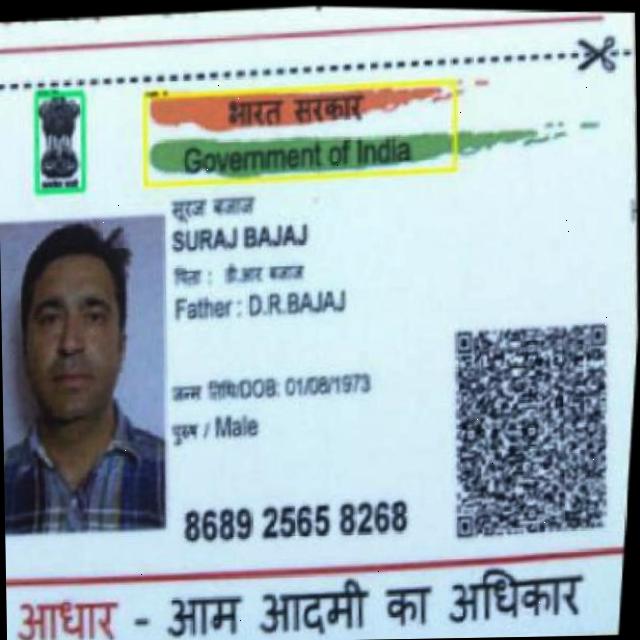 भारत सरकार
Government of India
सूरज बजाज
SURAJ BAJAJ
पिता : डी.आर बजाज
Father : D.R.BAJAJ
जन्म तिथि/DOB: 01/08/1973
पुरुष / Male
8689 2565 8268
आधार - आम आदमी का अधिकार